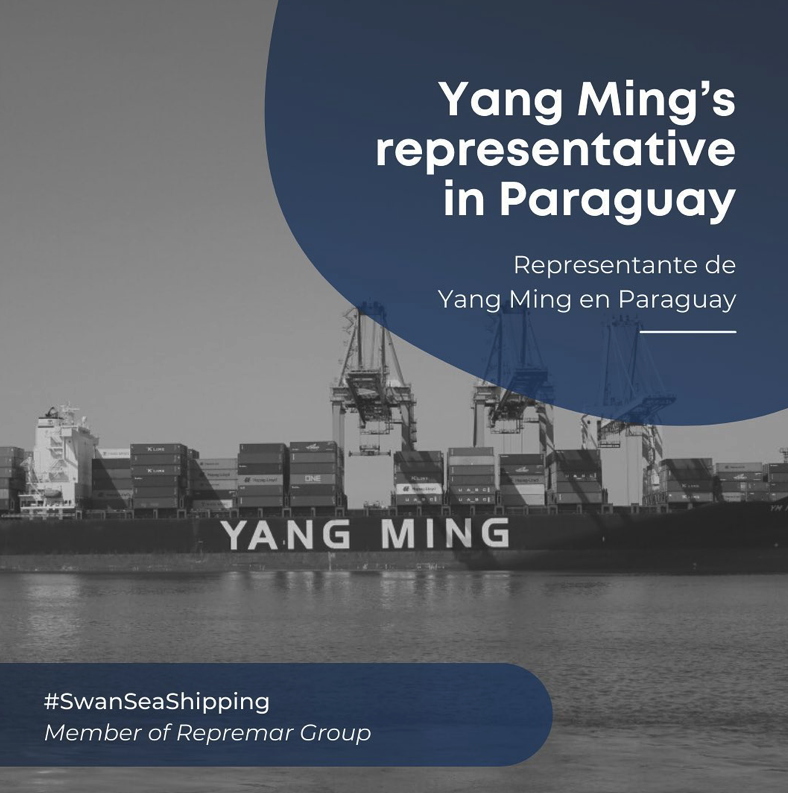 Yang Ming’s
representative
in Paraguay
Representante de
Yang Ming en Paraguay
ONE
YANG MING
#SwanSeaShipping
Member of Repremar Group